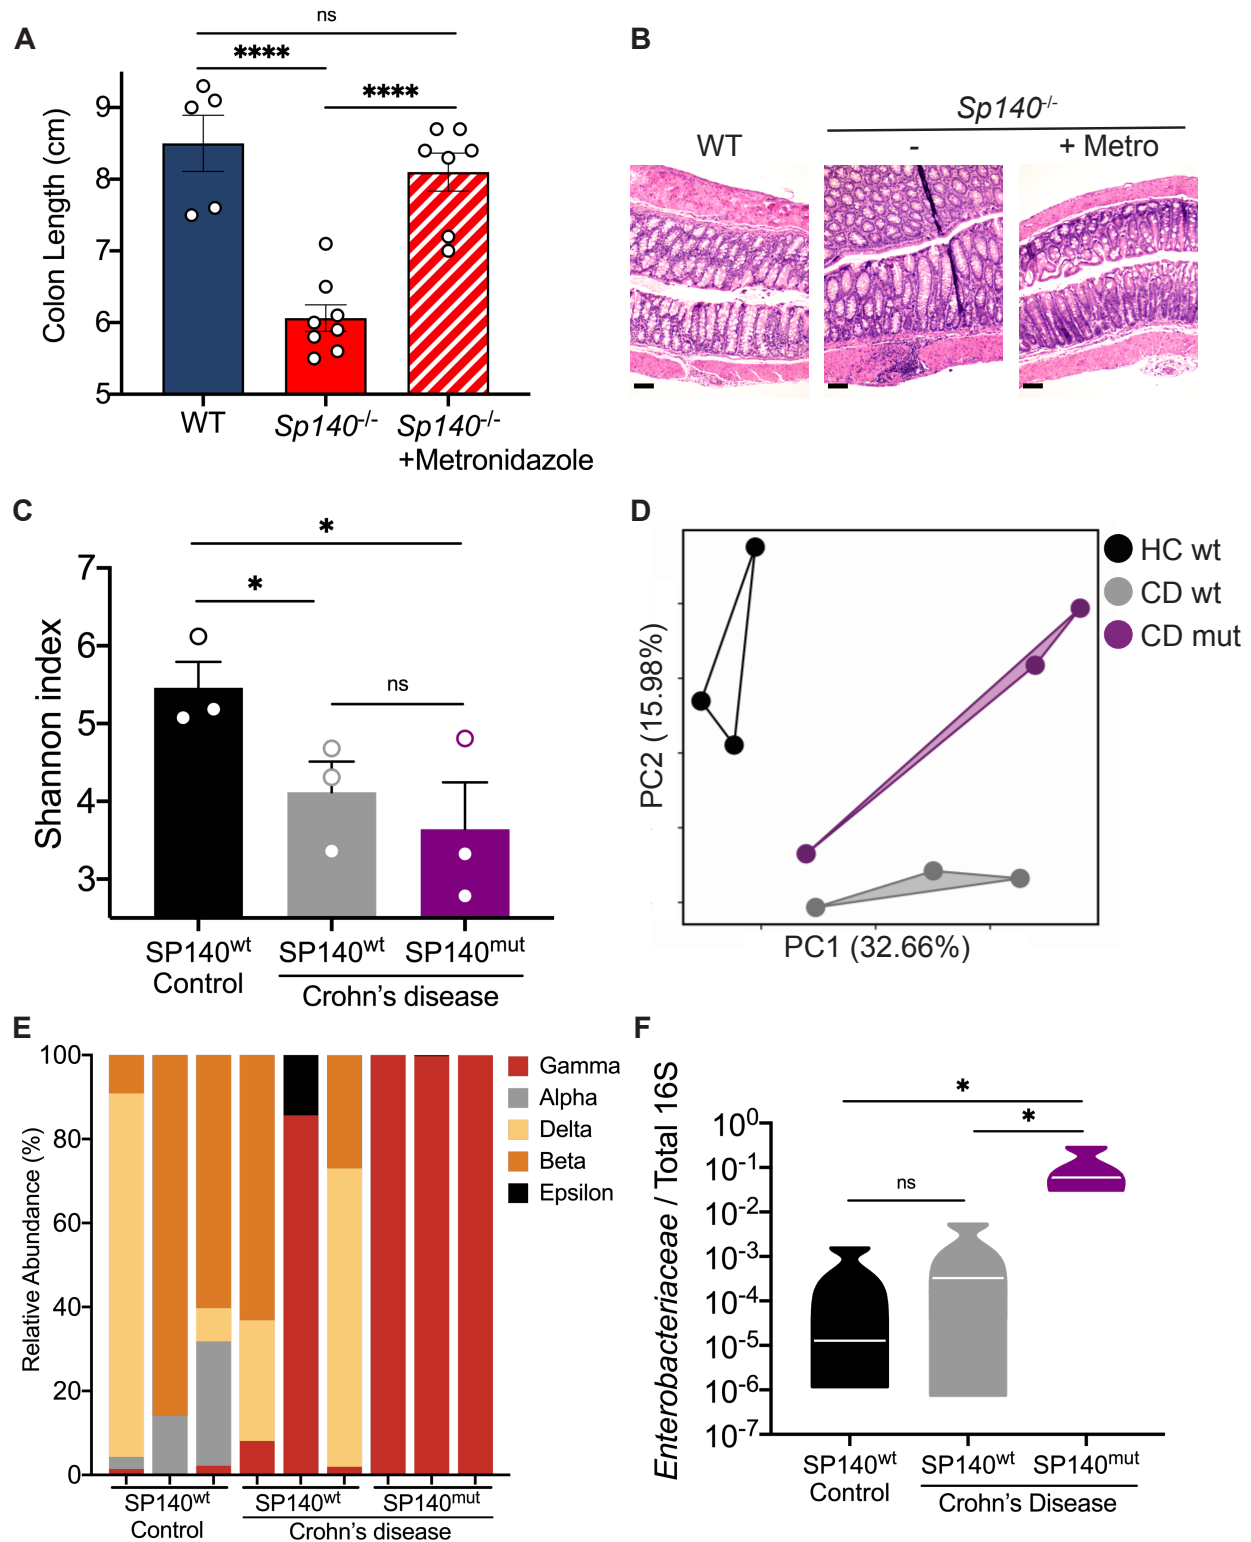 A
ns
****
****
Colon Length (cm)
9
8
7
6
5
WT
Sp140-/-
Sp140-/-
+Metronidazole
B
Sp140-/-
WT
-
+ Metro
C
*
*
ns
Shannon index
7
6
5
4
3
SP140wt
Control
SP140wt
SP140mut
Crohn’s disease
D
HC wt
CD wt
CD mut
PC2 (15.98%)
PC1 (32.66%)
E
Relative Abundance (%)
100
80
60
40
20
0
Gamma
Alpha
Delta
Beta
Epsilon
SP140wt
Control
SP140wt
SP140mut
Crohn’s disease
F
*
*
ns
Enterobacteriaceae / Total 16S
10^0
10^-1
10^-2
10^-3
10^-4
10^-5
10^-6
10^-7
SP140wt
Control
SP140wt
SP140mut
Crohn’s Disease